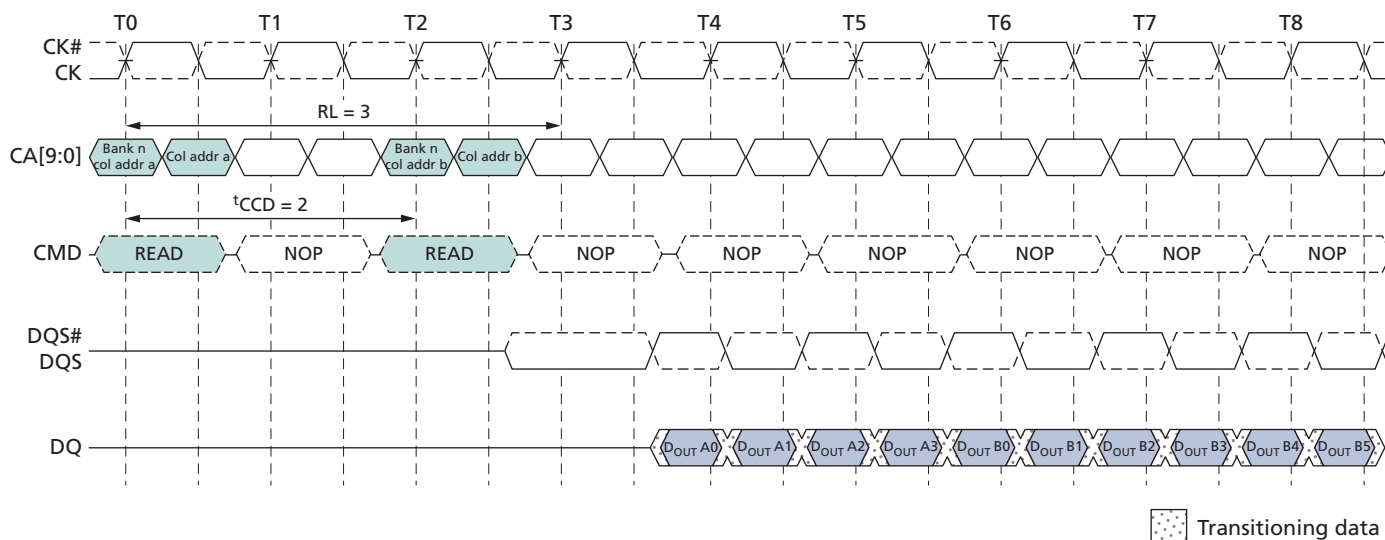 T0 T1 T2 T3 T4 T5 T6 T7 T8
CK#
CK
RL = 3
CA[9:0] Bank n col addr a Col addr a Bank n col addr b Col addr b
tCCD = 2
CMD READ NOP READ NOP NOP NOP NOP NOP NOP
DQS#
DQS
DQ DOUT A0 DOUT A1 DOUT A2 DOUT A3 DOUT B0 DOUT B1 DOUT B2 DOUT B3 DOUT B4 DOUT B5
Transitioning data